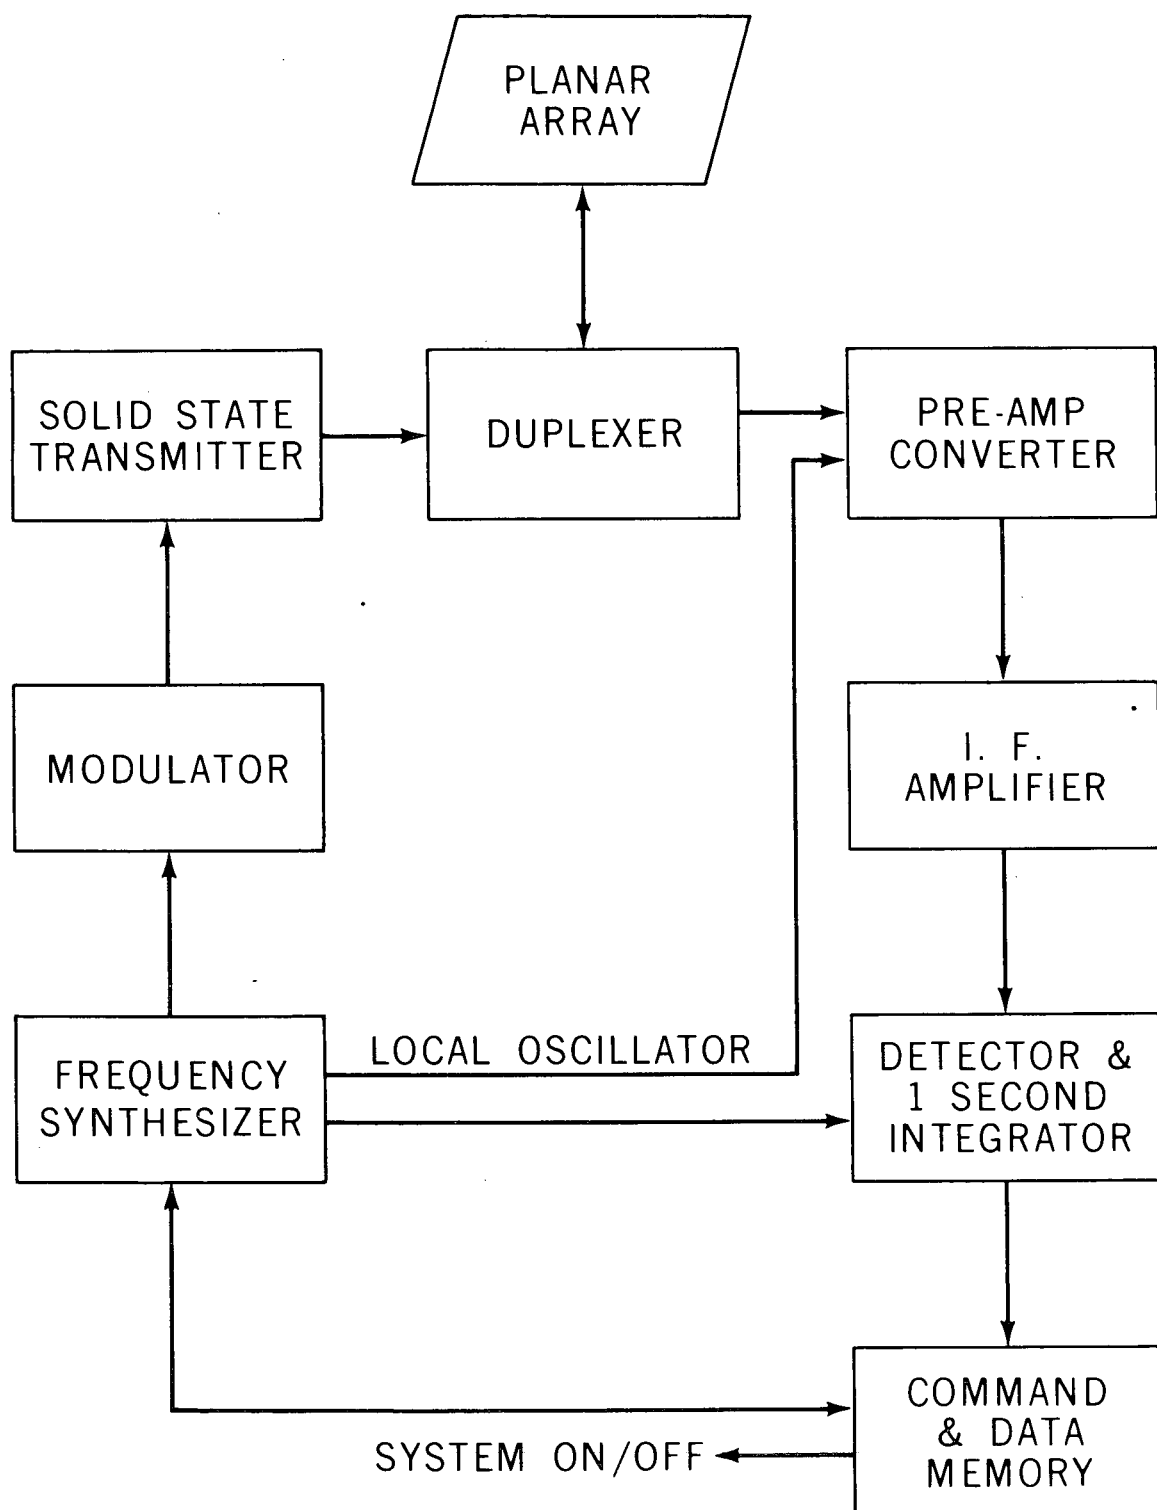 PLANAR
ARRAY
SOLID STATE
TRANSMITTER
DUPLEXER
PRE-AMP
CONVERTER
MODULATOR
I. F.
AMPLIFIER
FREQUENCY
SYNTHESIZER
LOCAL OSCILLATOR
DETECTOR &
1 SECOND
INTEGRATOR
COMMAND
& DATA
MEMORY
SYSTEM ON/OFF